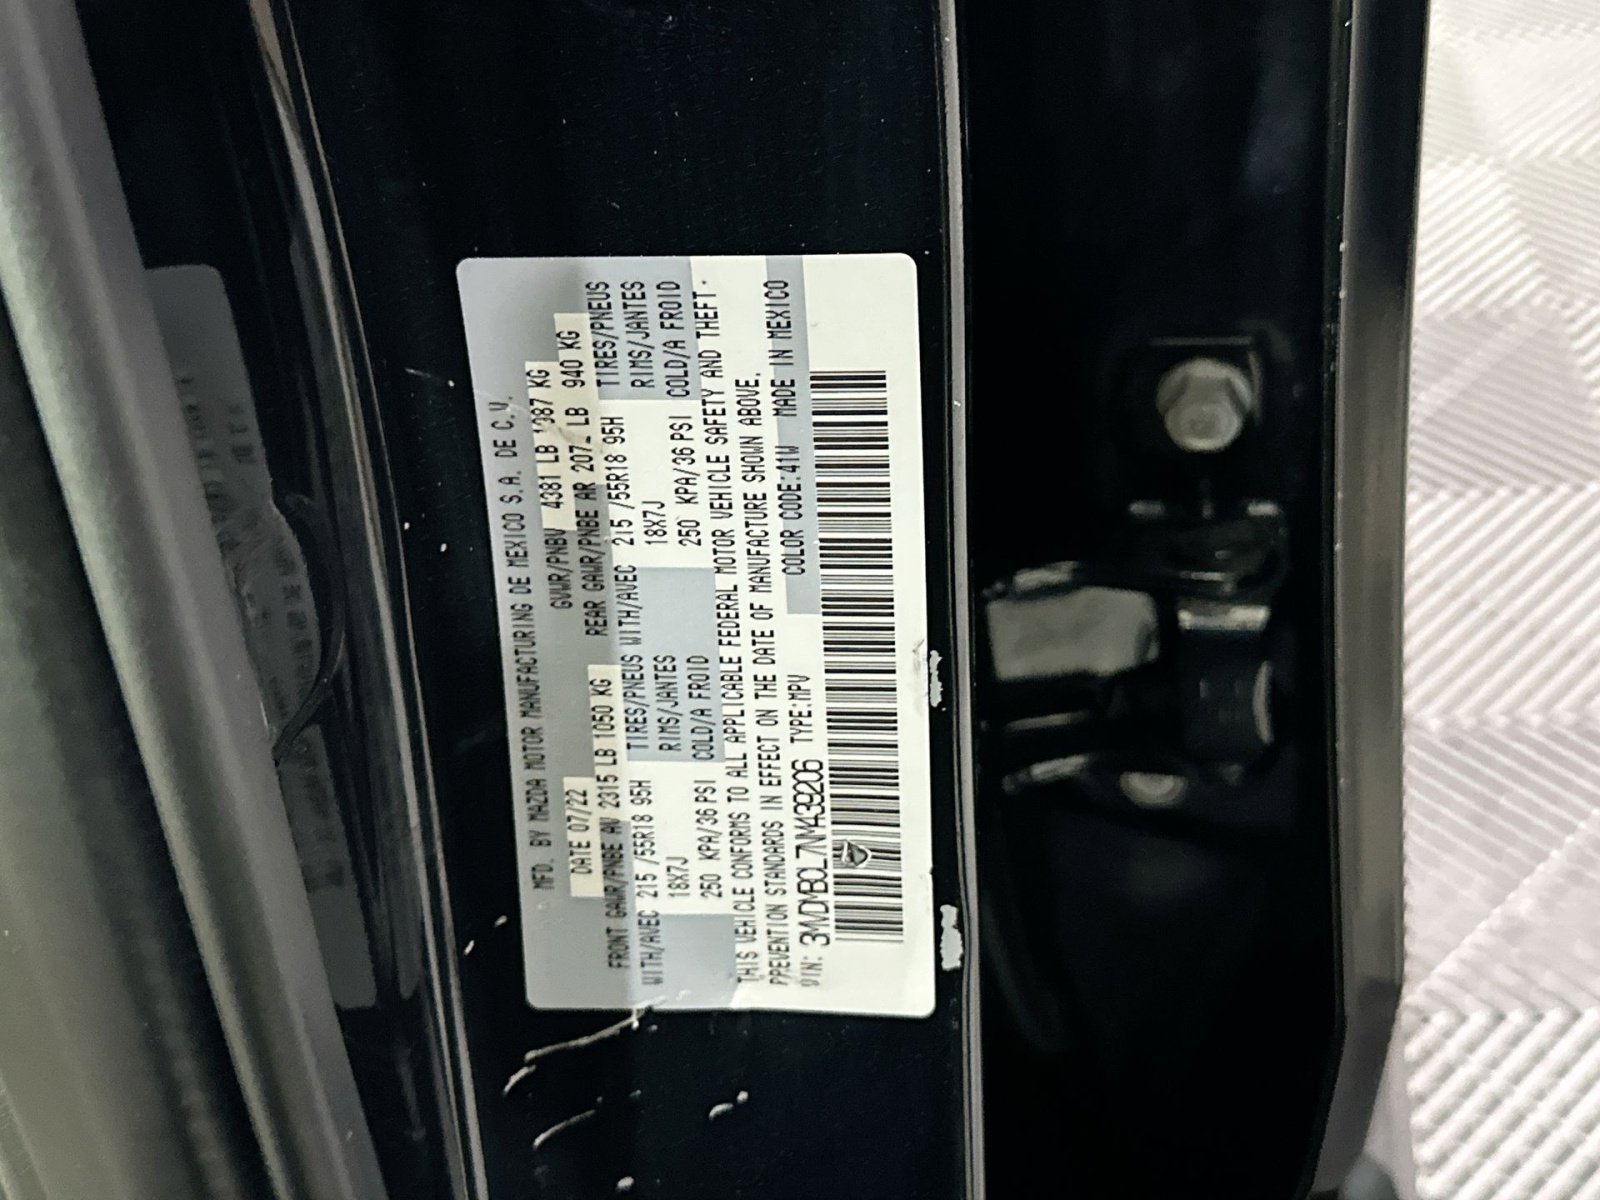 MFD. BY MAZDA MOTOR MANUFACTURING DE MEXICO S.A. DE C.V.
DATE 07/22 GVWR/PNBV 4381 LB KG
FRONT GAWR/PNBE AV 2315 LB 1050 KG REAR GAWR/PNBE AR LB 940 KG
WITH/AVEC 215 /55R18 95H TIRES/PNEUS WITH/AVEC 215 /55R18 95H TIRES/PNEUS
18X7J RIMS/JANTES 18X7J RIMS/JANTES
250 KPA/36 PSI COLD/A FROID 250 KPA/36 PSI COLD/A FROID
THIS VEHICLE CONFORMS TO ALL APPLICABLE FEDERAL MOTOR VEHICLE SAFETY AND THEFT
PREVENTION STANDARDS IN EFFECT ON THE DATE OF MANUFACTURE SHOWN ABOVE.
VIN: 3MVDMBCL7NM439206 TYPE:MPV COLOR CODE:41W MADE IN MEXICO